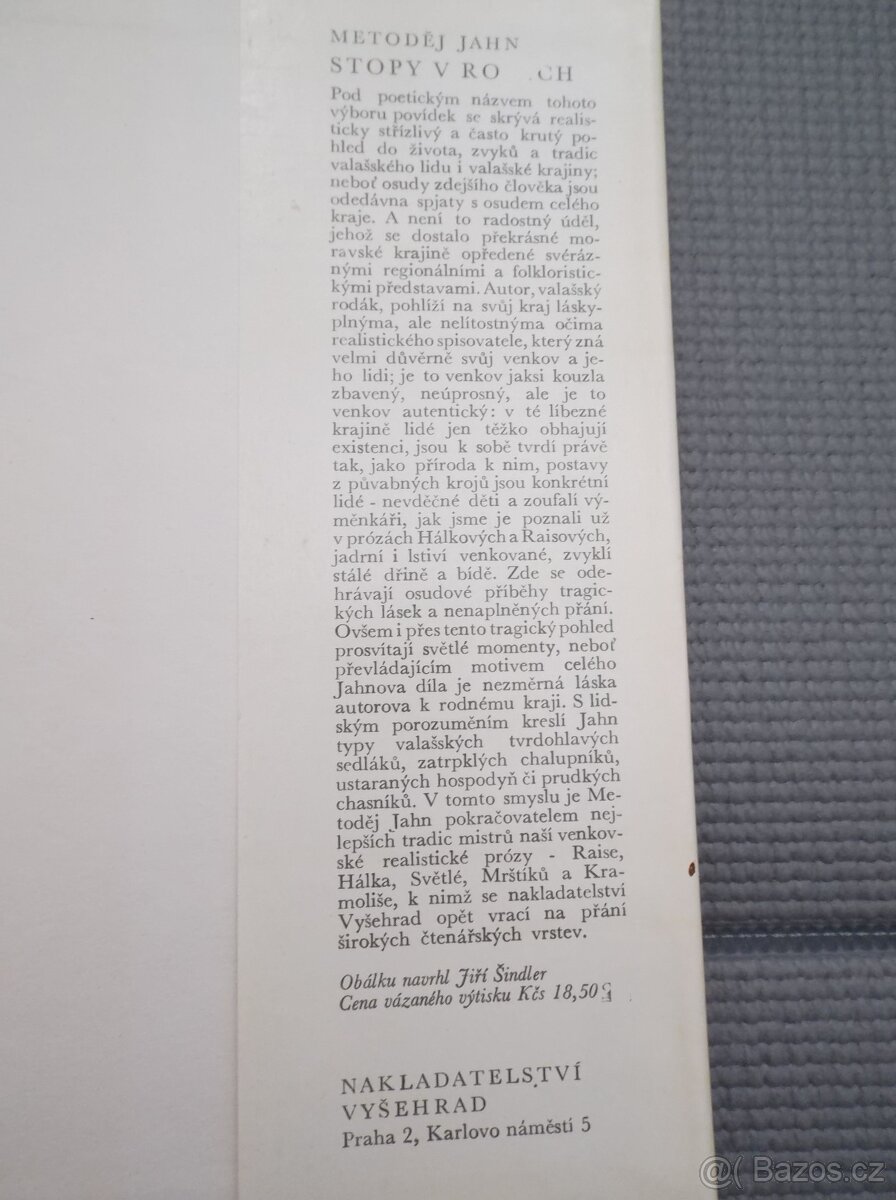 METODĚJ JAHN
STOPY V RO CH
Pod poetickým názvem tohoto
výboru povídek se skrývá realis-
ticky střízlivý a často krutý po-
hled do života, zvyků a tradic
valašského lidu i valašské krajiny;
neboť osudy zdejšího člověka jsou
odedávna spjaty s osudem celého
kraje. A není to radostný úděl,
jehož se dostalo překrásné mo-
ravské krajině opředené svéráz-
nými regionálními a folkloristic-
kými představami. Autor, valašský
rodák, pohlíží na svůj kraj lásky-
plnýma, ale nelítostnýma očima
realistického spisovatele, který zná
velmi důvěrně svůj venkov a je-
ho lidi; je to venkov jaksi kouzla
zbavený, neúprosný, ale je to
venkov autentický: v té líbezné
krajině lidé jen těžko obhajují
existenci, jsou k sobě tvrdí právě
tak, jako příroda k nim, postavy
z půvabných krojů jsou konkrétní
lidé - nevděčné děti a zoufalí vý-
měnkáři, jak jsme je poznali už
v prózách Hálkových a Raisových,
jadrní i lstiví venkované, zvyklí
stálé dřině a bídě. Zde se ode-
hrávají osudové příběhy tragic-
kých lásek a nenaplněných přání.
Ovšem i přes tento tragický pohled
prosvítají světlé momenty, neboť
převládajícím motivem celého
Jahnova díla je nezměrná láska
autorova k rodnému kraji. S lid-
ským porozuměním kreslí Jahn
typy valašských tvrdohlavých
sedláků, zatrpklých chalupníků,
ustaraných hospodyň či prudkých
chasníků. V tomto smyslu je Me-
toděj Jahn pokračovatelem nej-
lepších tradic mistrů naší venkov-
ské realistické prózy - Raise,
Hálka, Světlé, Mrštíků a Kra-
moliše, k nimž se nakladatelství
Vyšehrad opět vrací na přání
širokých čtenářských vrstev.
Obálku navrhl Jiří Šindler
Cena vázaného výtisku Kčs 18,50
NAKLADATELSTVÍ
VYŠEHRAD
Praha 2, Karlovo náměstí 5
@( Bazos.cz